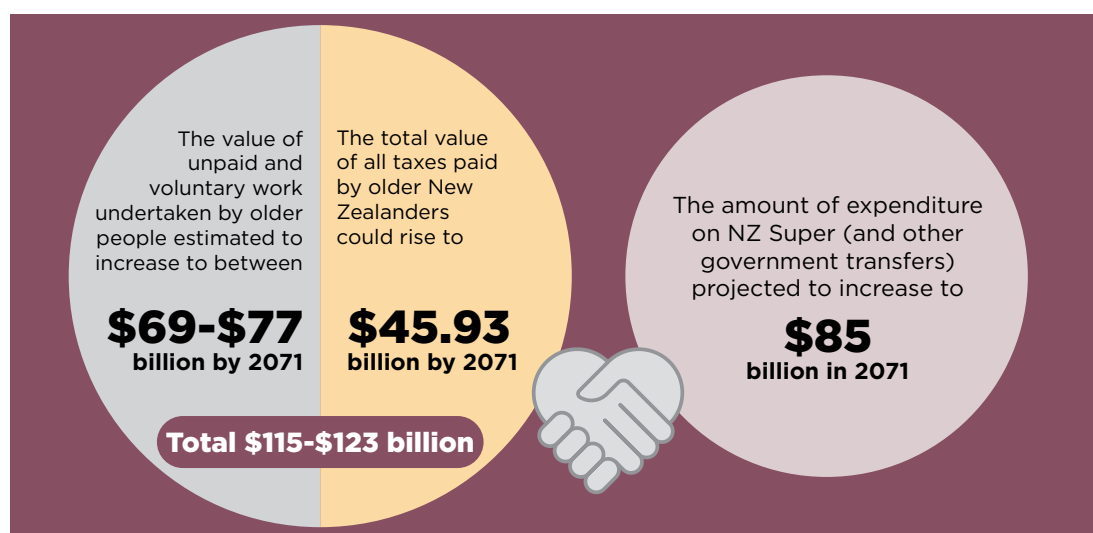 The value of
unpaid and
voluntary work
undertaken by older
people estimated to
increase to between
$69-$77
billion by 2071
The total value
of all taxes paid
by older New
Zealanders
could rise to
$45.93
billion by 2071
Total $115-$123 billion
The amount of expenditure
on NZ Super (and other
government transfers)
projected to increase to
$85
billion in 2071